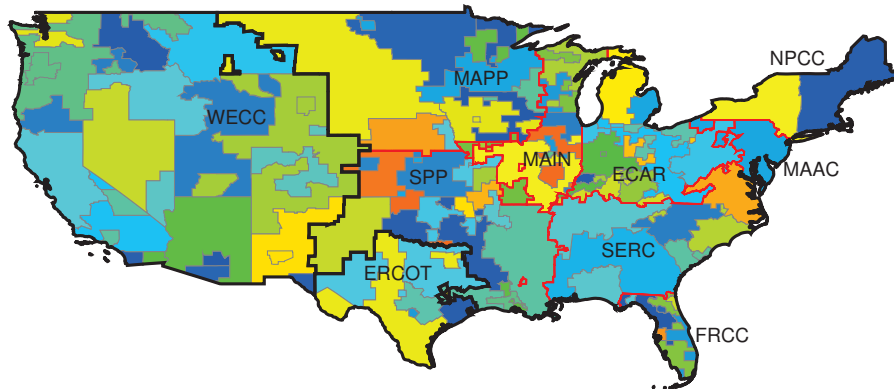 NPCC
MAPP
WECC
MAIN
MAAC
SPP
ECAR
SERC
ERCOT
FRCC